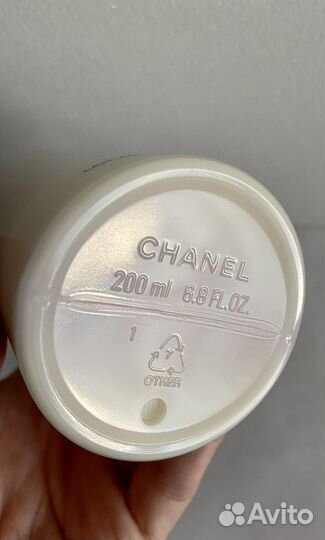 CHANEL
200 ml 6.8 FL.OZ.
1
OTHER
Avito